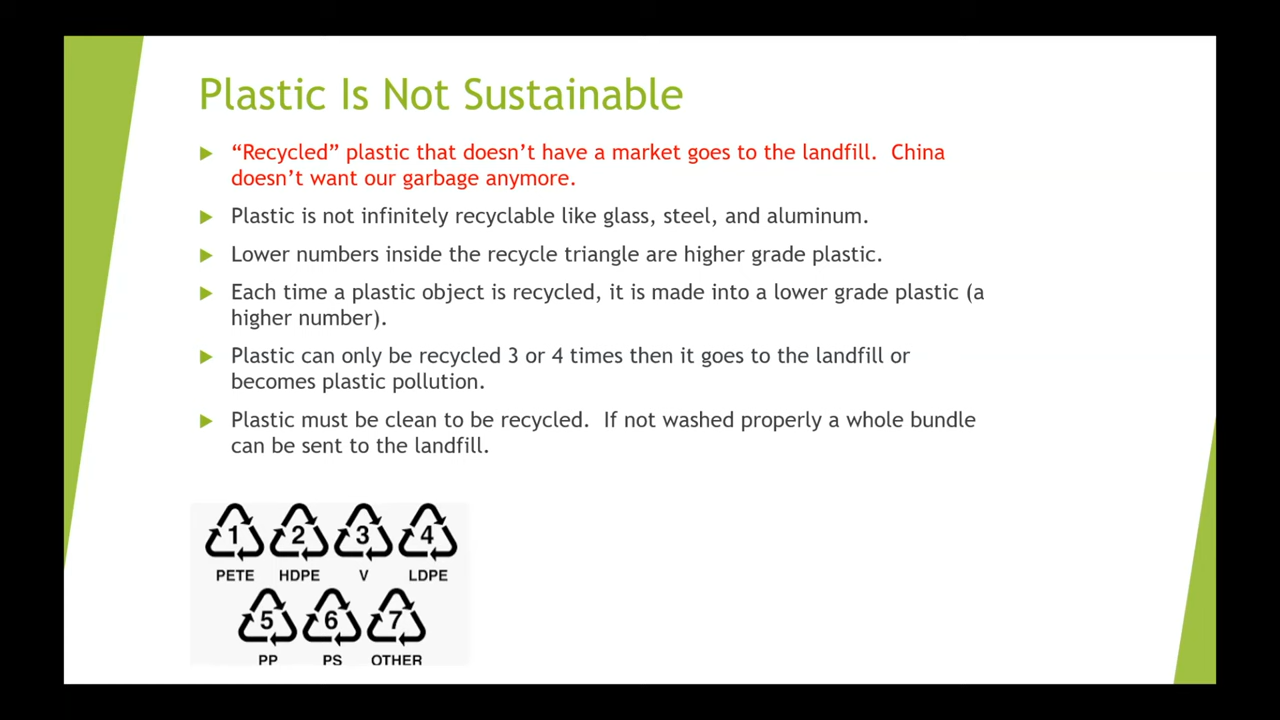 Plastic Is Not Sustainable
“Recycled” plastic that doesn’t have a market goes to the landfill.  China
doesn’t want our garbage anymore.
Plastic is not infinitely recyclable like glass, steel, and aluminum.
Lower numbers inside the recycle triangle are higher grade plastic.
Each time a plastic object is recycled, it is made into a lower grade plastic (a
higher number).
Plastic can only be recycled 3 or 4 times then it goes to the landfill or
becomes plastic pollution.
Plastic must be clean to be recycled.  If not washed properly a whole bundle
can be sent to the landfill.
1 2 3 4
PETE HDPE V LDPE
5 6 7
PP PS OTHER